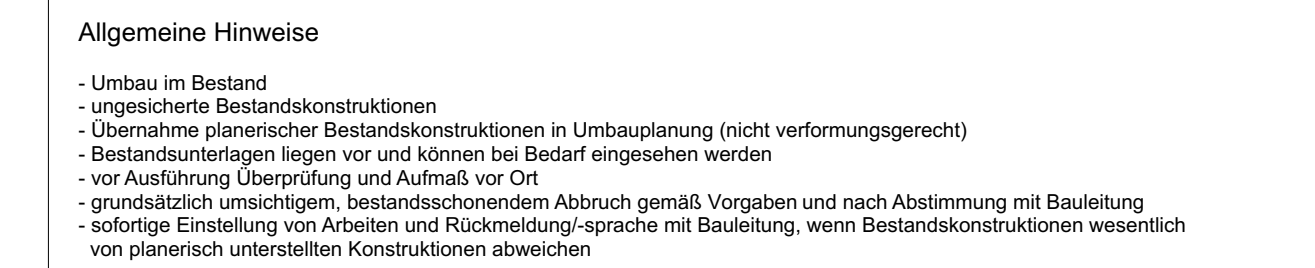 Allgemeine Hinweise
- Umbau im Bestand
- ungesicherte Bestandskonstruktionen
- Übernahme planerischer Bestandskonstruktionen in Umbauplanung (nicht verformungsgerecht)
- Bestandsunterlagen liegen vor und können bei Bedarf eingesehen werden
- vor Ausführung Überprüfung und Aufmaß vor Ort
- grundsätzlich umsichtigem, bestandsschonendem Abbruch gemäß Vorgaben und nach Abstimmung mit Bauleitung
- sofortige Einstellung von Arbeiten und Rückmeldung/-sprache mit Bauleitung, wenn Bestandskonstruktionen wesentlich
von planerisch unterstellten Konstruktionen abweichen